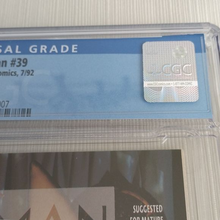 SAL GRADE
n #39
omics, 7/92
CGC
007
MAN
SUGGESTED
FOR MATURE